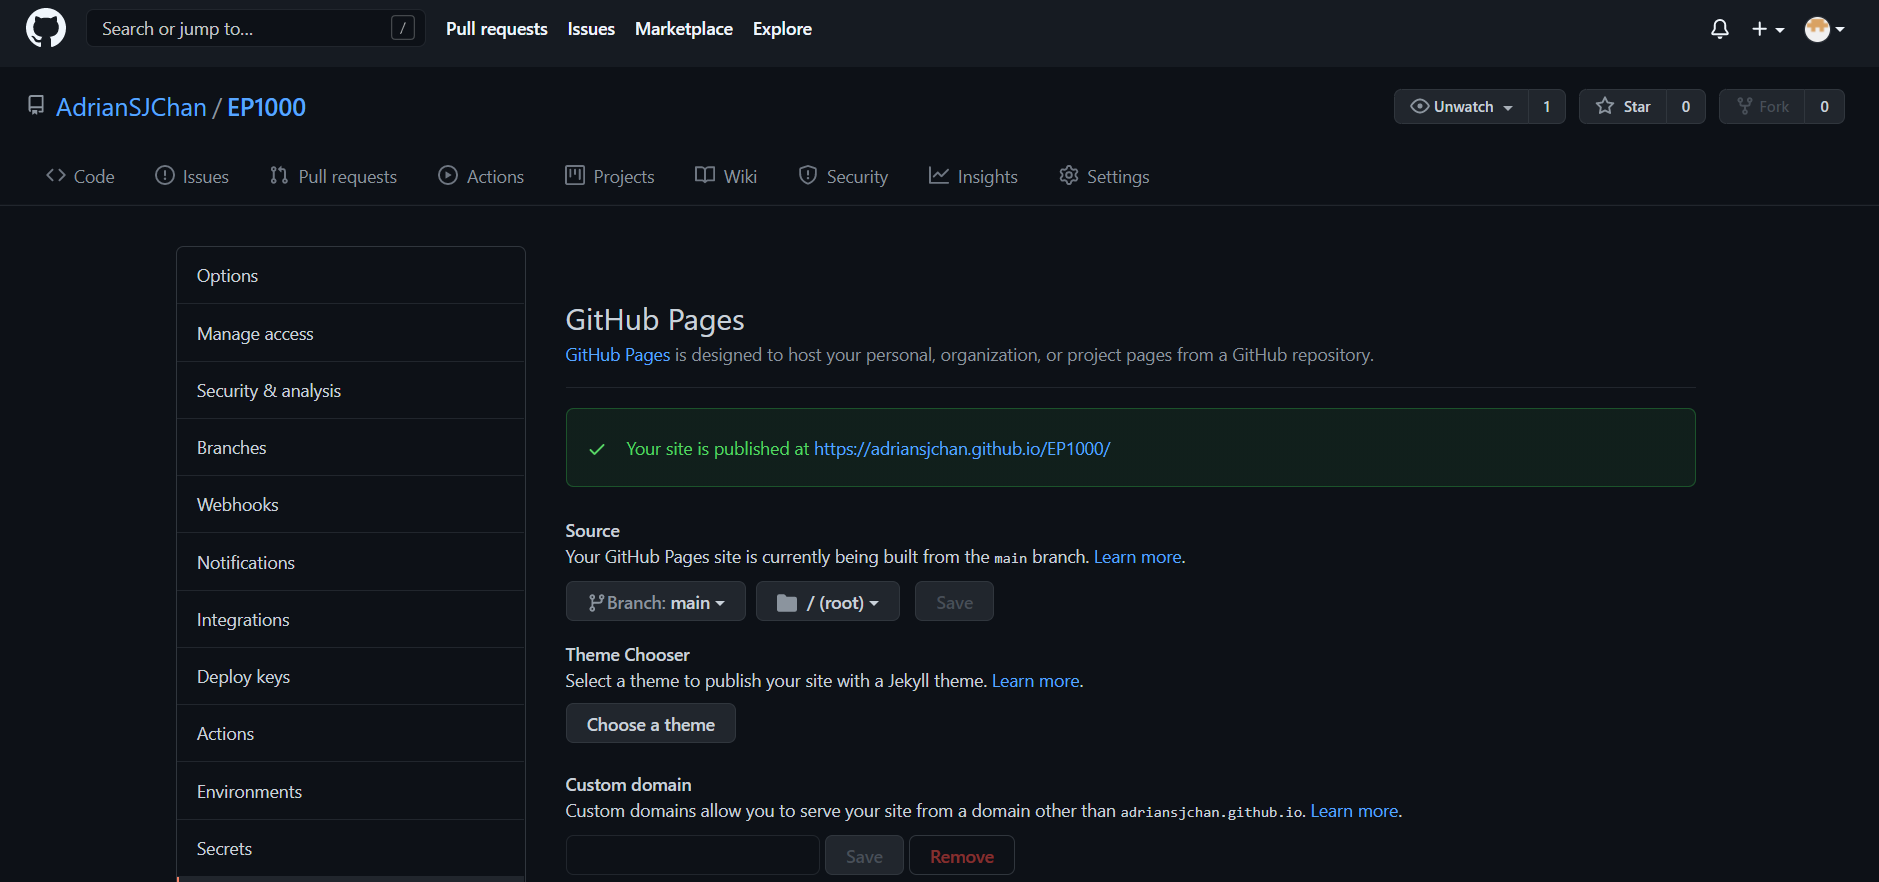 Search or jump to... /
Pull requests Issues Marketplace Explore
AdrianSJChan / EP1000
Unwatch 1 Star 0 Fork 0
Code Issues Pull requests Actions Projects Wiki Security Insights Settings
Options
Manage access
Security & analysis
Branches
Webhooks
Notifications
Integrations
Deploy keys
Actions
Environments
Secrets
GitHub Pages
GitHub Pages is designed to host your personal, organization, or project pages from a GitHub repository.
Your site is published at https://adriansjchan.github.io/EP1000/
Source
Your GitHub Pages site is currently being built from the main branch. Learn more.
Branch: main / (root) Save
Theme Chooser
Select a theme to publish your site with a Jekyll theme. Learn more.
Choose a theme
Custom domain
Custom domains allow you to serve your site from a domain other than adriansjchan.github.io. Learn more.
Save Remove